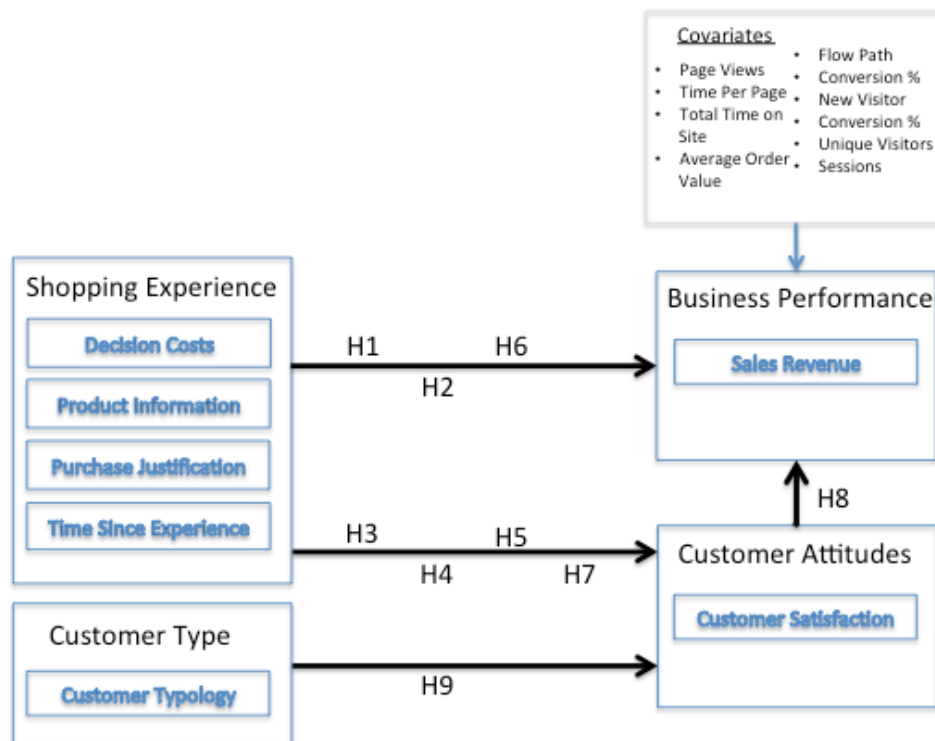 Covariates
• Page Views
• Time Per Page
• Total Time on
Site
• Average Order
Value
• Flow Path
• Conversion %
• New Visitor
• Conversion %
• Unique Visitors
• Sessions
Shopping Experience
Decision Costs
Product Information
Purchase Justification
Time Since Experience
H1
H6
H2
Business Performance
Sales Revenue
H8
H3
H5
H4
H7
Customer Attitudes
Customer Satisfaction
Customer Type
Customer Typology
H9